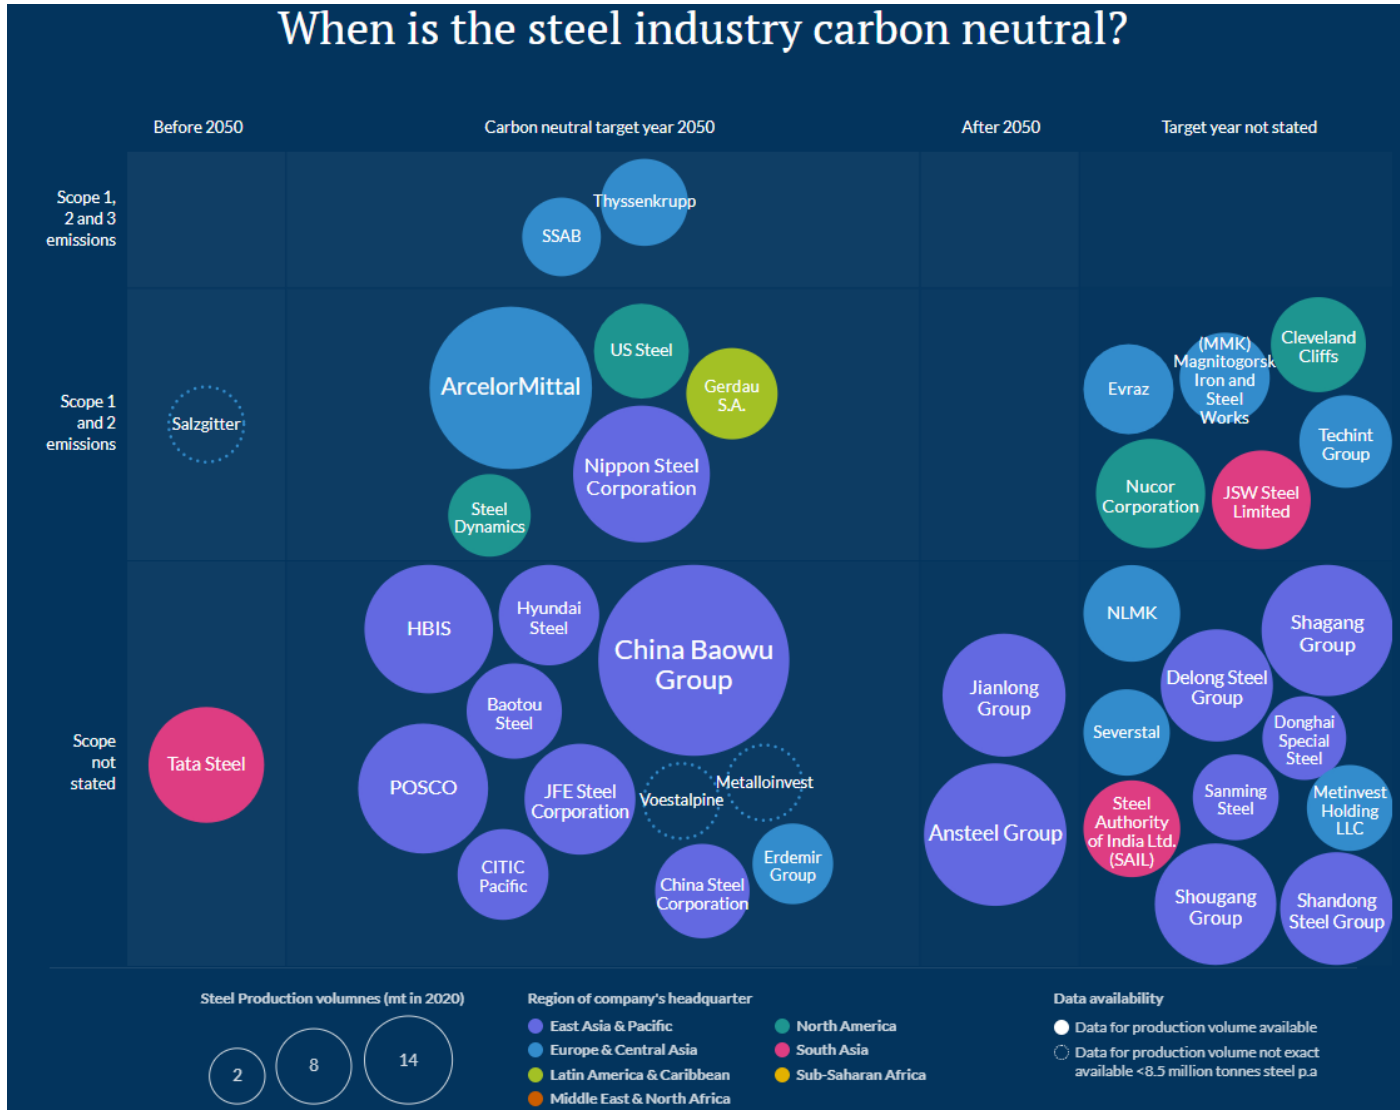 When is the steel industry carbon neutral?
Before 2050
Carbon neutral target year 2050
After 2050
Target year not stated
Scope 1,
2 and 3
emissions
Thyssenkrupp
SSAB
Scope 1
and 2
emissions
Salzgitter
ArcelorMittal
US Steel
Gerdau
S.A.
Nippon Steel
Corporation
Steel
Dynamics
Evraz
(MMK)
Magnitogorsk
Iron and
Steel
Works
Cleveland
Cliffs
Techint
Group
Nucor
Corporation
JSW Steel
Limited
Scope
not
stated
Tata Steel
HBIS
Hyundai
Steel
China Baowu
Group
Baotou
Steel
POSCO
JFE Steel
Corporation
Voestalpine
Metalloinvest
CITIC
Pacific
China Steel
Corporation
Erdemir
Group
Jianlong
Group
Ansteel Group
NLMK
Shagang
Group
Delong Steel
Group
Severstal
Donghai
Special
Steel
Sanming
Steel
Metinvest
Holding
LLC
Steel
Authority
of India Ltd.
(SAIL)
Shougang
Group
Shandong
Steel Group
Steel Production volumnes (mt in 2020)
2
8
14
Region of company's headquarter
East Asia & Pacific
Europe & Central Asia
Latin America & Caribbean
Middle East & North Africa
North America
South Asia
Sub-Saharan Africa
Data availability
Data for production volume available
Data for production volume not exact
available <8.5 million tonnes steel p.a